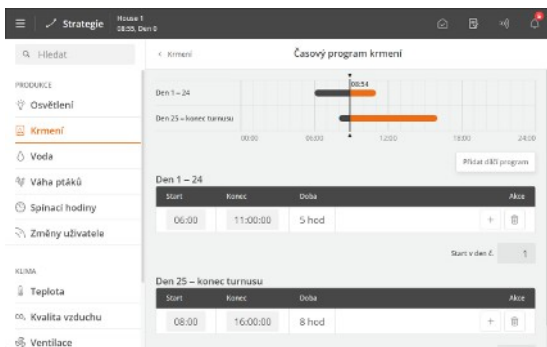 Strategie
House 1
08:55, Den 0
Hledat
PRODUKCE
Osvětlení
Krmení
Voda
Váha ptáků
Spínací hodiny
Změny uživatele
KLIMA
Teplota
Kvalita vzduchu
Ventilace
< Krmení
Časový program krmení
08:54
Den 1 – 24
Den 25 – konec turnusu
00:00 06:00 12:00 18:00 24:00
Přidat dílčí program
Den 1 – 24
Start Konec Doba Akce
06:00 11:00:00 5 hod
Start v den č. 1
Den 25 – konec turnusu
Start Konec Doba Akce
08:00 16:00:00 8 hod